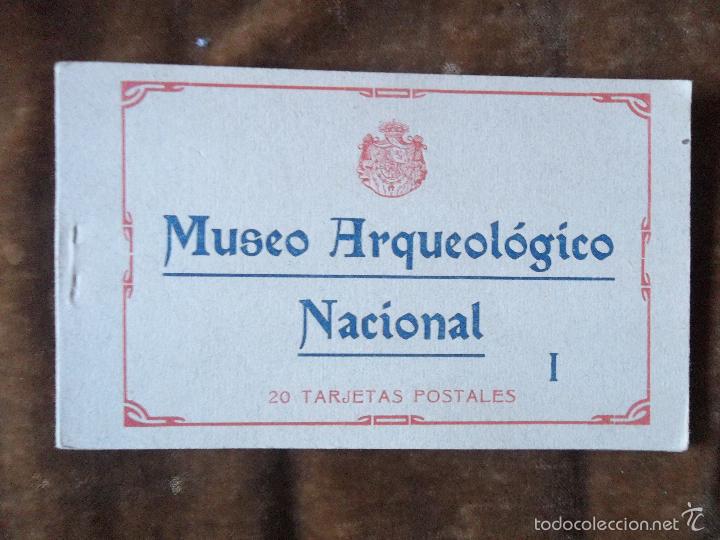 Museo Arqueológico
Nacional
I
20 TARJETAS POSTALES
todocoleccion.net